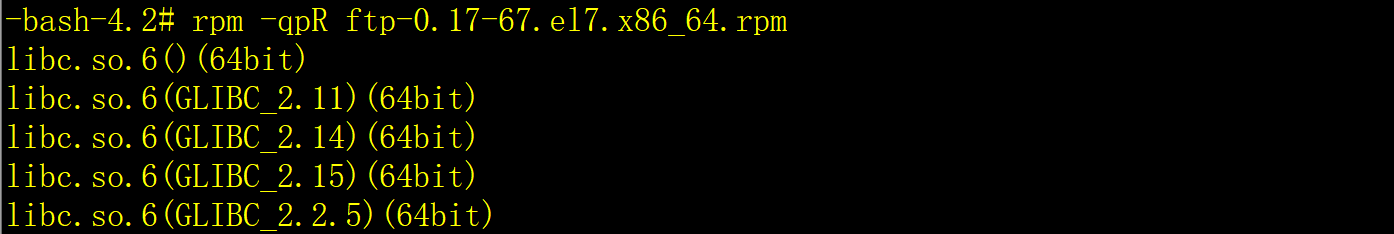 -bash-4.2# rpm -qpR ftp-0.17-67.el7.x86_64.rpm
libc.so.6()(64bit)
libc.so.6(GLIBC_2.11)(64bit)
libc.so.6(GLIBC_2.14)(64bit)
libc.so.6(GLIBC_2.15)(64bit)
libc.so.6(GLIBC_2.2.5)(64bit)